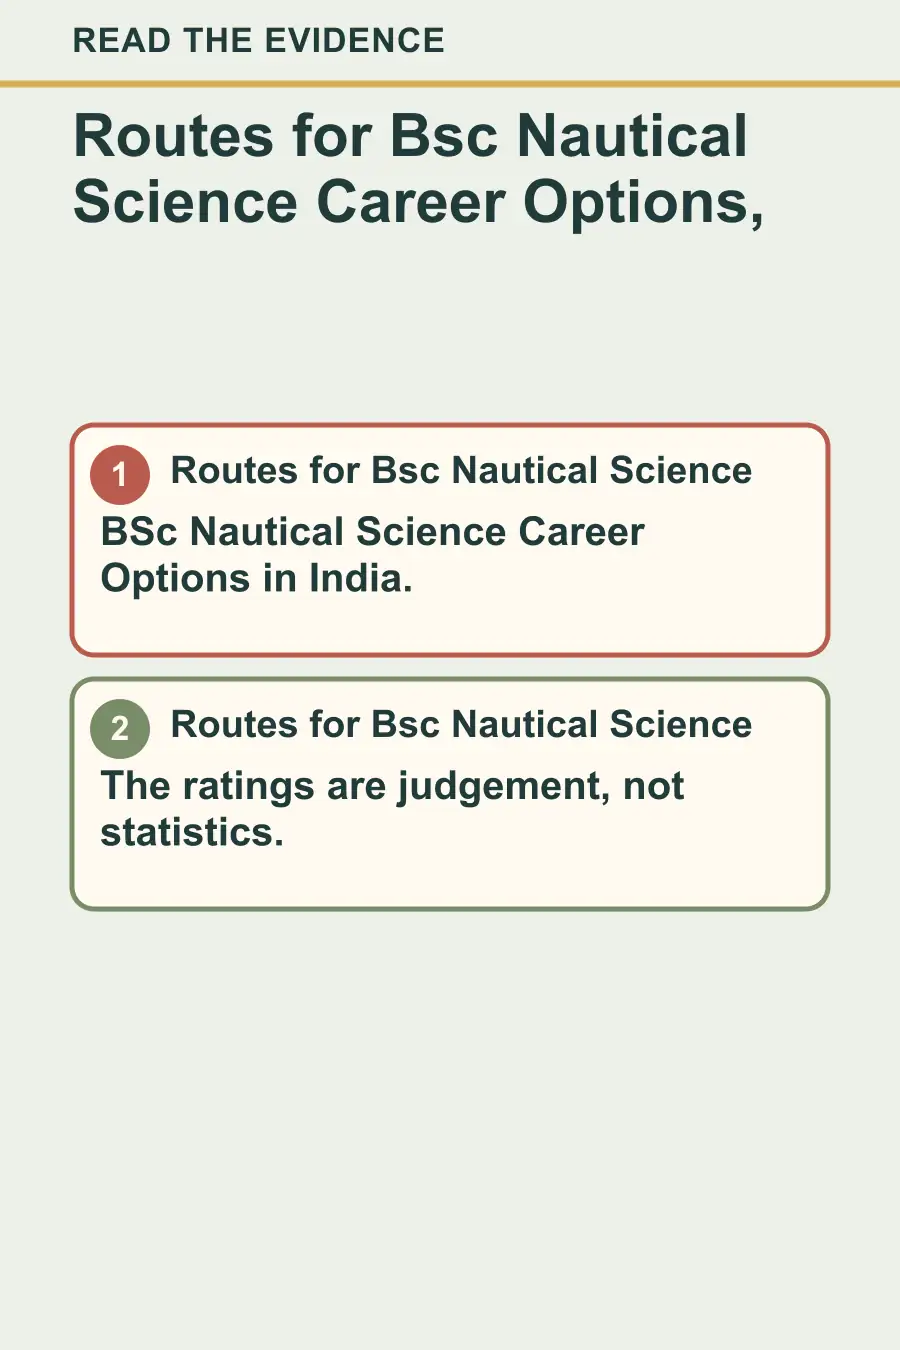 READ THE EVIDENCE
Routes for Bsc Nautical
Science Career Options,
1 Routes for Bsc Nautical Science
BSc Nautical Science Career
Options in India.
2 Routes for Bsc Nautical Science
The ratings are judgement, not
statistics.